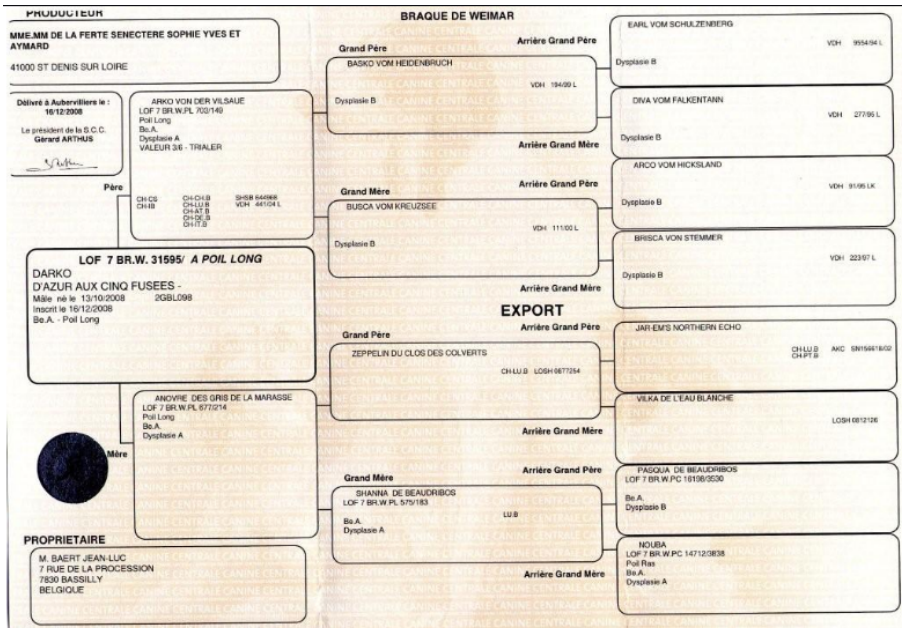 PRODUCTEUR
MME.MM DE LA FERTE SENECTERE SOPHIE YVES ET
AYMARD
41000 ST DENIS SUR LOIRE
Délivré à Aubervilliers le :
16/12/2008
Le président de la S.C.C.
Gérard ARTHUS
Père
ARKO VON DER VILSAUE
LOF 7 BR.W.PL 700/149
Poil Long
Be.A.
Dysplasie A
VALEUR 3/6 - TRIALER
CH-CS CH-CH.B SHSB 644968
CH-IB CH-LU.B VDH 441/04 L
CH-AT.B
CH-DE.B
CH-IT.B
LOF 7 BR.W. 31595/ A POIL LONG
DARKO
D'AZUR AUX CINQ FUSEES -
Mâle né le 13/10/2008 2GBL098
Inscrit le 16/12/2008
Be.A. - Poil Long
Mère
ANOVRE DES GRIS DE LA MARASSE
LOF 7 BR.W.PL 677/214
Poil Long
Be.A.
Dysplasie A
PROPRIETAIRE
M. BAERT JEAN-LUC
7 RUE DE LA PROCESSION
7830 BASSILLY
BELGIQUE
BRAQUE DE WEIMAR
Grand Père
BASKO VOM HEIDENBRUCH
VDH 194/99 L
Dysplasie B
Grand Mère
BUSCA VOM KREUZSEE
VDH 111/00 L
Dysplasie B
EXPORT
Grand Père
ZEPPELIN DU CLOS DES COLVERTS
CH-LU.B LOSH 0877254
Grand Mère
SHANNA DE BEAUDRIBOS
LOF 7 BR.W.PL 575/183
LU.B
Be.A.
Dysplasie A
Arrière Grand Père
EARL VOM SCHULZENBERG
VDH 9554/94 L
Dysplasie B
DIVA VOM FALKENTANN
VDH 277/95 L
Dysplasie B
Arrière Grand Mère
Arrière Grand Père
ARCO VOM HICKSLAND
VDH 91/95 LK
Dysplasie B
BRISCA VON STEMMER
VDH 223/97 L
Dysplasie B
Arrière Grand Mère
Arrière Grand Père
JAR-EM'S NORTHERN ECHO
CH-LU.B AKC SN156618/02
CH-PT.B
VILKA DE L'EAU BLANCHE
LOSH 0812126
Arrière Grand Mère
Arrière Grand Père
PASQUA DE BEAUDRIBOS
LOF 7 BR.W.PC 16198/3530
Be.A.
Dysplasie B
NOUBA
LOF 7 BR.W.PC 14712/3838
Poil Ras
Be.A.
Dysplasie A
Arrière Grand Mère